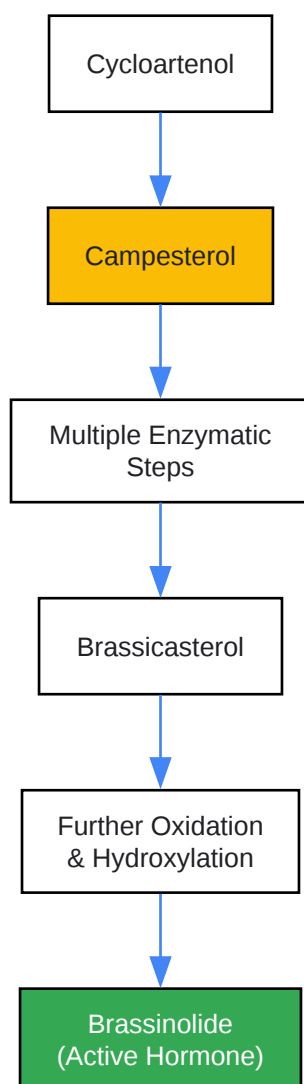 Cycloartenol
Campesterol
Multiple Enzymatic
Steps
Brassicasterol
Further Oxidation
& Hydroxylation
Brassinolide
(Active Hormone)